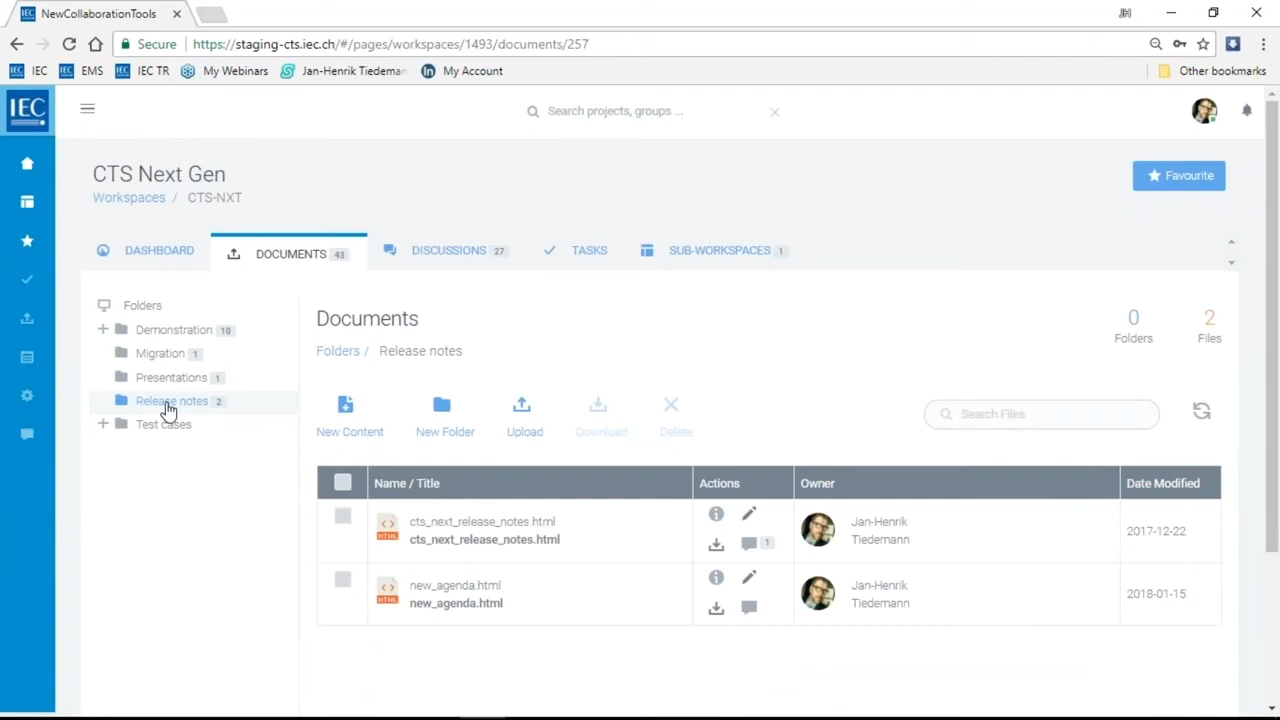 NewCollaborationTools
JH
Secure
https://staging-cts.iec.ch/#/pages/workspaces/1493/documents/257
IEC
EMS
IEC TR
My Webinars
Jan-Henrik Tiedeman
My Account
Other bookmarks
IEC
Search projects, groups ...
CTS Next Gen
Favourite
Workspaces / CTS-NXT
DASHBOARD
DOCUMENTS 43
DISCUSSIONS 27
TASKS
SUB-WORKSPACES 1
Folders
Demonstration 10
Migration 1
Presentations 1
Release notes 2
Test cases
Documents
Folders / Release notes
0
Folders
2
Files
New Content
New Folder
Upload
Download
Delete
Search Files
Name / Title
Actions
Owner
Date Modified
HTML
cts_next_release_notes.html
cts_next_release_notes.html
1
Jan-Henrik
Tiedemann
2017-12-22
HTML
new_agenda.html
new_agenda.html
Jan-Henrik
Tiedemann
2018-01-15